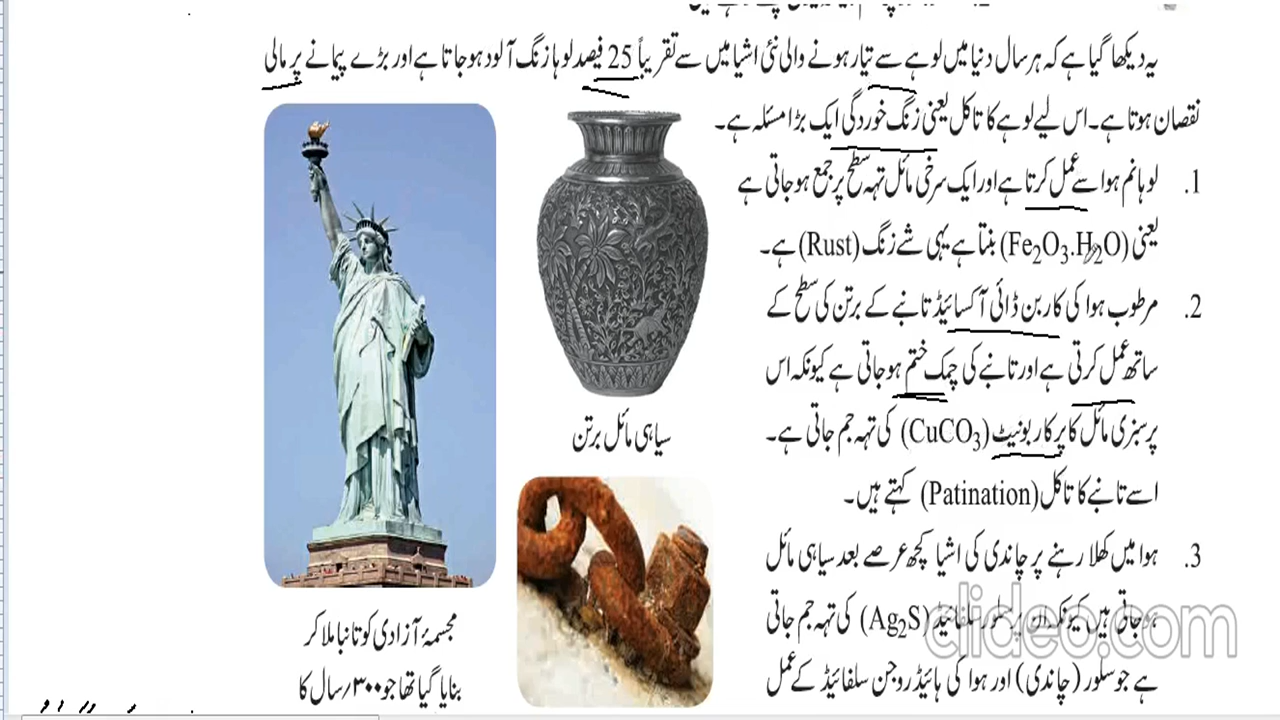 یہ دیکھا گیا ہے کہ ہر سال دنیا میں لوہے سے تیار ہونے والی نئی اشیا میں سے تقریباً 25 فیصد لوہا زنگ آلود ہو جاتا ہے اور بڑے پیمانے پر مالی
نقصان ہوتا ہے۔ اس لیے لوہے کا تاکل یعنی زنگ خوردگی ایک بڑا مسئلہ ہے۔
1. لوہا نم ہوا سے عمل کرتا ہے اور ایک سرخی مائل تہہ سطح پر جمع ہو جاتی ہے
یعنی (Fe₂O₃.H₂O) بنتا ہے یہی شے زنگ (Rust) ہے۔
2. مرطوب ہوا کی کاربن ڈائی آکسائیڈ تانبے کے برتن کی سطح کے
ساتھ عمل کرتی ہے اور تانبے کی چمک ختم ہو جاتی ہے کیونکہ اس
پر سبزی مائل کاپر کاربونیٹ (CuCO₃) کی تہہ جم جاتی ہے۔
اسے تانبے کا تاکل (Patination) کہتے ہیں۔
3. ہوا میں کھلا رہنے پر چاندی کی اشیا کچھ عرصے بعد سیاہی مائل
ہو جاتی ہیں کیونکہ ان پر سلور سلفائیڈ (Ag₂S) کی تہہ جم جاتی
ہے جو سلور (چاندی) اور ہوا کی ہائیڈروجن سلفائیڈ کے عمل
سیاہی مائل برتن
مجسمۂ آزادی کو تانبا ملا کر
بنایا گیا تھا جو ۳۰۰؍سال کا
clideo.com